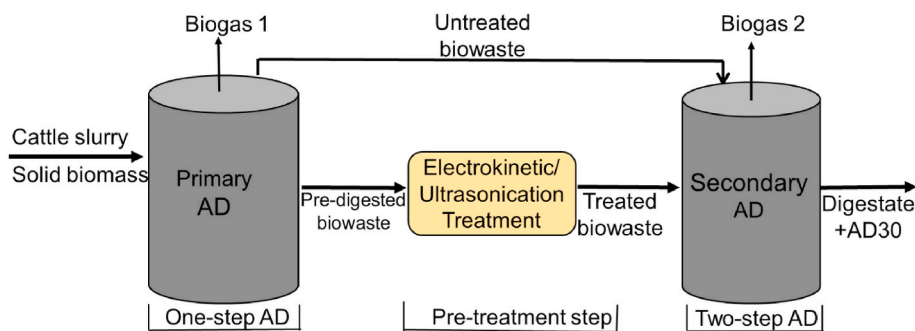 Biogas 1
Untreated
biowaste
Biogas 2
Cattle slurry
Solid biomass
Primary
AD
Pre-digested
biowaste
Electrokinetic/
Ultrasonication
Treatment
Treated
biowaste
Secondary
AD
Digestate
+AD30
One-step AD
Pre-treatment step
Two-step AD